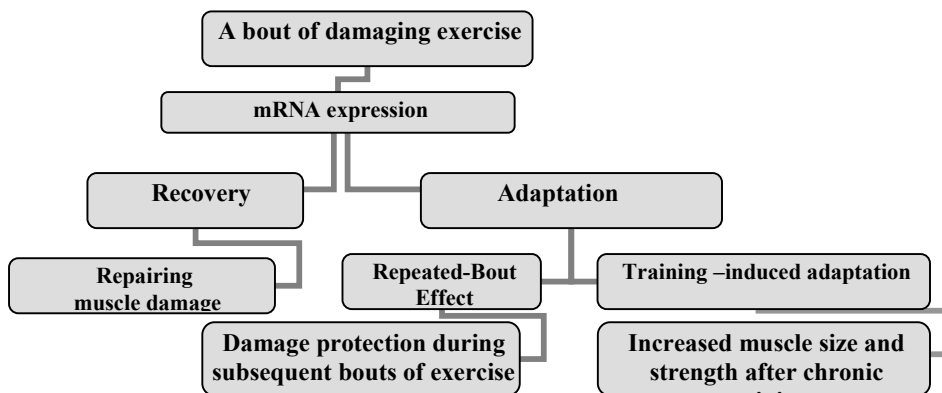 A bout of damaging exercise
mRNA expression
Recovery
Adaptation
Repairing
muscle damage
Repeated-Bout
Effect
Training –induced adaptation
Damage protection during
subsequent bouts of exercise
Increased muscle size and
strength after chronic